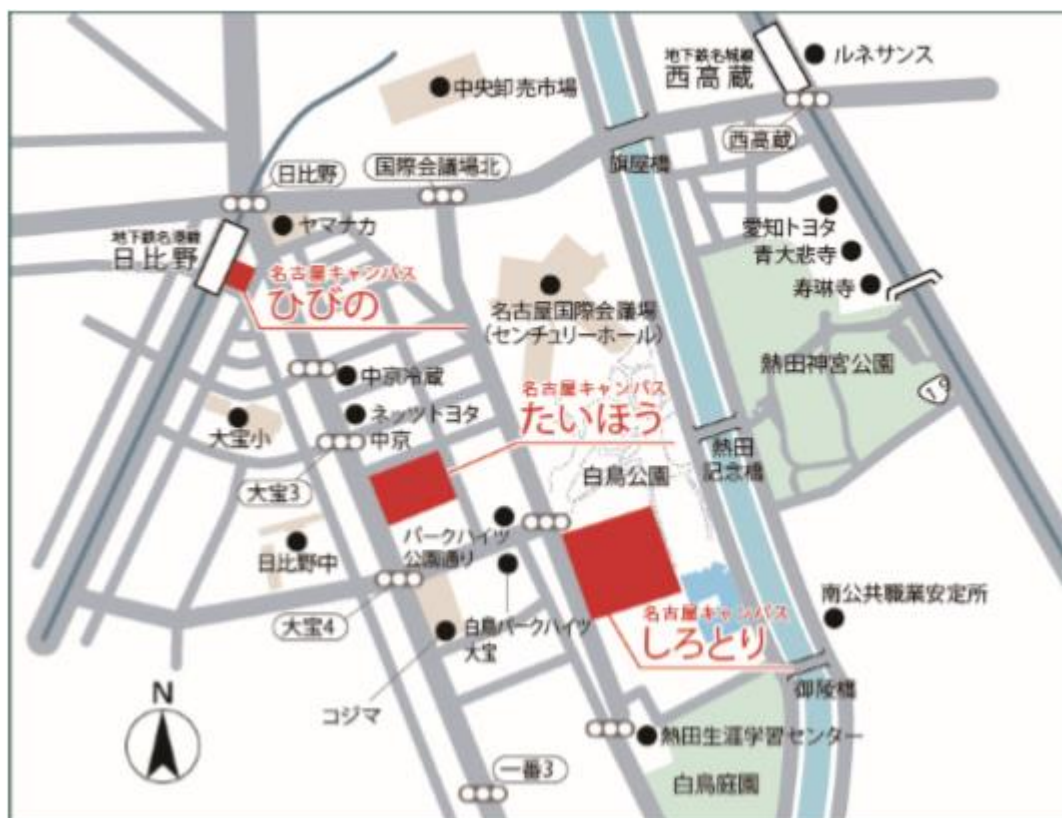 地下鉄名城線
西高蔵
ルネサンス
中央卸売市場
西高蔵
旗屋橋
国際会議場北
日比野
ヤマナカ
地下鉄名港線
日比野
愛知トヨタ
青大悲寺
寿琳寺
名古屋キャンパス
ひびの
名古屋国際会議場
(センチュリーホール)
熱田神宮公園
中京冷蔵
名古屋キャンパス
たいほう
ネッツトヨタ
中京
大宝小
熱田
記念橋
白鳥公園
大宝3
パークハイツ
公園通り
日比野中
南公共職業安定所
名古屋キャンパス
しろとり
大宝4
白鳥パークハイツ
大宝
御陵橋
コジマ
N
熱田生涯学習センター
一番3
白鳥庭園